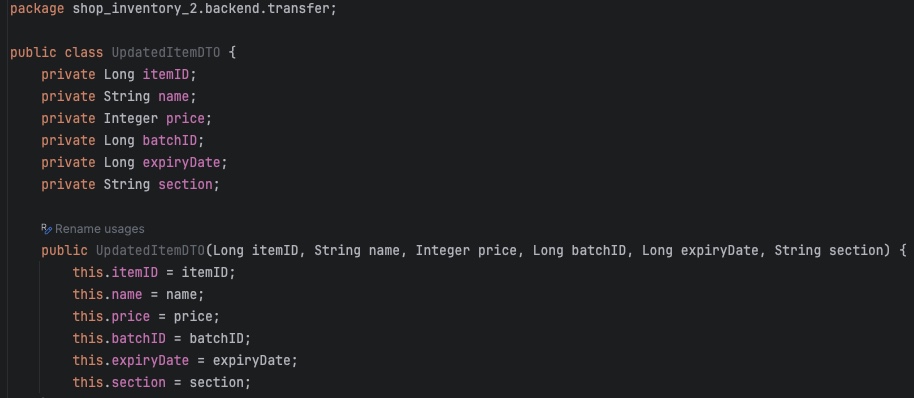 package shop_inventory_2.backend.transfer;
public class UpdatedItemDTO {
private Long itemID;
private String name;
private Integer price;
private Long batchID;
private Long expiryDate;
private String section;
Rename usages
public UpdatedItemDTO(Long itemID, String name, Integer price, Long batchID, Long expiryDate, String section) {
this.itemID = itemID;
this.name = name;
this.price = price;
this.batchID = batchID;
this.expiryDate = expiryDate;
this.section = section;